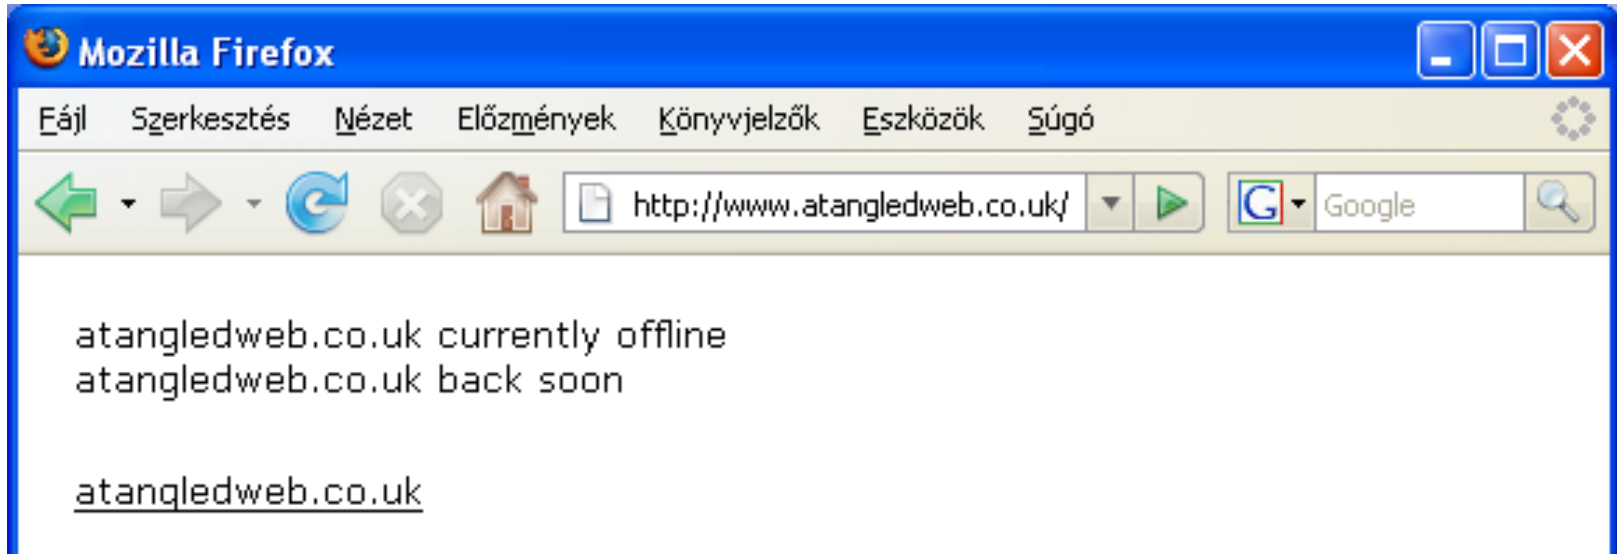 Mozilla Firefox
Fájl Szerkesztés Nézet Előzmények Könyvjelzők Eszközök Súgó
http://www.atangledweb.co.uk/ G Google
atangledweb.co.uk currently offline
atangledweb.co.uk back soon
atangledweb.co.uk